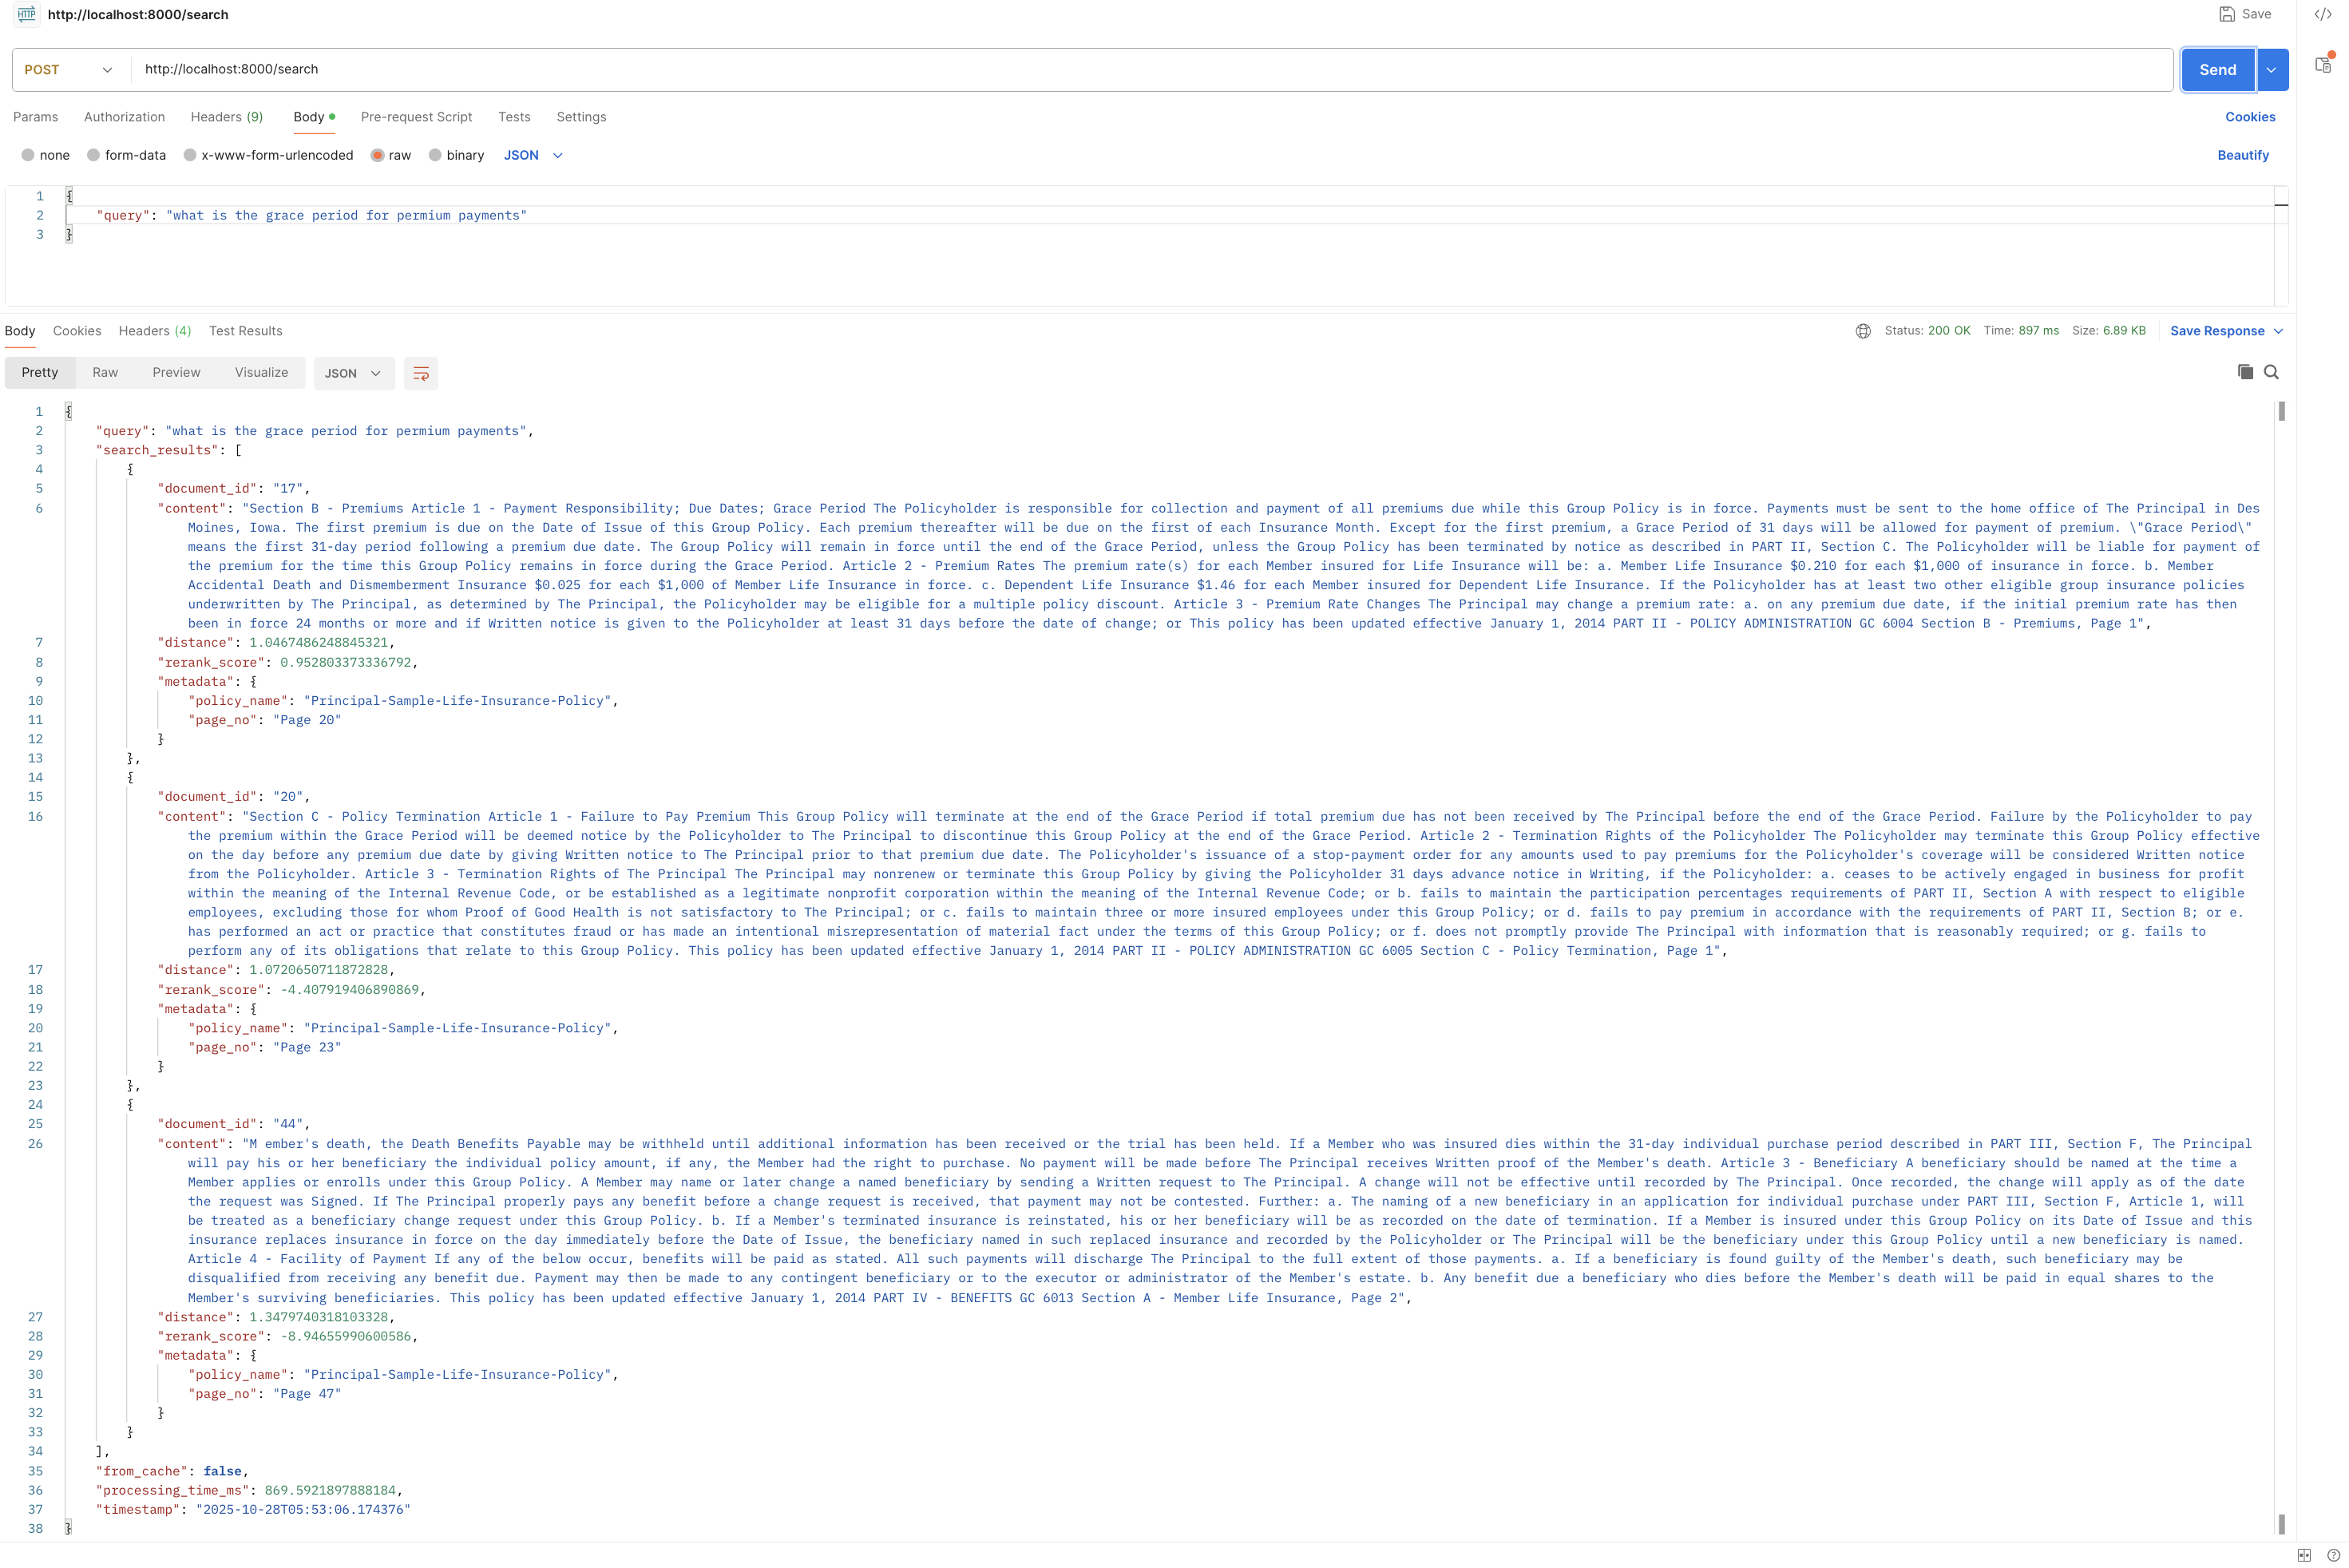 HTTP http://localhost:8000/search Save </>
POST http://localhost:8000/search Send
Params Authorization Headers (9) Body Pre-request Script Tests Settings Cookies
none form-data x-www-form-urlencoded raw binary JSON Beautify
1 {
2 "query": "what is the grace period for permium payments"
3 }
Body Cookies Headers (4) Test Results Status: 200 OK Time: 897 ms Size: 6.89 KB Save Response
Pretty Raw Preview Visualize JSON
1 {
2 "query": "what is the grace period for permium payments",
3 "search_results": [
4 {
5 "document_id": "17",
6 "content": "Section B - Premiums Article 1 - Payment Responsibility; Due Dates; Grace Period The Policyholder is responsible for collection and payment of all premiums due while this Group Policy is in force. Payments must be sent to the home office of The Principal in Des
Moines, Iowa. The first premium is due on the Date of Issue of this Group Policy. Each premium thereafter will be due on the first of each Insurance Month. Except for the first premium, a Grace Period of 31 days will be allowed for payment of premium. \"Grace Period\"
means the first 31-day period following a premium due date. The Group Policy will remain in force until the end of the Grace Period, unless the Group Policy has been terminated by notice as described in PART II, Section C. The Policyholder will be liable for payment of
the premium for the time this Group Policy remains in force during the Grace Period. Article 2 - Premium Rates The premium rate(s) for each Member insured for Life Insurance will be: a. Member Life Insurance $0.210 for each $1,000 of insurance in force. b. Member
Accidental Death and Dismemberment Insurance $0.025 for each $1,000 of Member Life Insurance in force. c. Dependent Life Insurance $1.46 for each Member insured for Dependent Life Insurance. If the Policyholder has at least two other eligible group insurance policies
underwritten by The Principal, as determined by The Principal, the Policyholder may be eligible for a multiple policy discount. Article 3 - Premium Rate Changes The Principal may change a premium rate: a. on any premium due date, if the initial premium rate has then
been in force 24 months or more and if Written notice is given to the Policyholder at least 31 days before the date of change; or This policy has been updated effective January 1, 2014 PART II - POLICY ADMINISTRATION GC 6004 Section B - Premiums, Page 1",
7 "distance": 1.0467486248845321,
8 "rerank_score": 0.952803373336792,
9 "metadata": {
10 "policy_name": "Principal-Sample-Life-Insurance-Policy",
11 "page_no": "Page 20"
12 }
13 },
14 {
15 "document_id": "20",
16 "content": "Section C - Policy Termination Article 1 - Failure to Pay Premium This Group Policy will terminate at the end of the Grace Period if total premium due has not been received by The Principal before the end of the Grace Period. Failure by the Policyholder to pay
the premium within the Grace Period will be deemed notice by the Policyholder to The Principal to discontinue this Group Policy at the end of the Grace Period. Article 2 - Termination Rights of the Policyholder The Policyholder may terminate this Group Policy effective
on the day before any premium due date by giving Written notice to The Principal prior to that premium due date. The Policyholder's issuance of a stop-payment order for any amounts used to pay premiums for the Policyholder's coverage will be considered Written notice
from the Policyholder. Article 3 - Termination Rights of The Principal The Principal may nonrenew or terminate this Group Policy by giving the Policyholder 31 days advance notice in Writing, if the Policyholder: a. ceases to be actively engaged in business for profit
within the meaning of the Internal Revenue Code, or be established as a legitimate nonprofit corporation within the meaning of the Internal Revenue Code; or b. fails to maintain the participation percentages requirements of PART II, Section A with respect to eligible
employees, excluding those for whom Proof of Good Health is not satisfactory to The Principal; or c. fails to maintain three or more insured employees under this Group Policy; or d. fails to pay premium in accordance with the requirements of PART II, Section B; or e.
has performed an act or practice that constitutes fraud or has made an intentional misrepresentation of material fact under the terms of this Group Policy; or f. does not promptly provide The Principal with information that is reasonably required; or g. fails to
perform any of its obligations that relate to this Group Policy. This policy has been updated effective January 1, 2014 PART II - POLICY ADMINISTRATION GC 6005 Section C - Policy Termination, Page 1",
17 "distance": 1.0720650711872828,
18 "rerank_score": -4.407919406890869,
19 "metadata": {
20 "policy_name": "Principal-Sample-Life-Insurance-Policy",
21 "page_no": "Page 23"
22 }
23 },
24 {
25 "document_id": "44",
26 "content": "M ember's death, the Death Benefits Payable may be withheld until additional information has been received or the trial has been held. If a Member who was insured dies within the 31-day individual purchase period described in PART III, Section F, The Principal
will pay his or her beneficiary the individual policy amount, if any, the Member had the right to purchase. No payment will be made before The Principal receives Written proof of the Member's death. Article 3 - Beneficiary A beneficiary should be named at the time a
Member applies or enrolls under this Group Policy. A Member may name or later change a named beneficiary by sending a Written request to The Principal. A change will not be effective until recorded by The Principal. Once recorded, the change will apply as of the date
the request was Signed. If The Principal properly pays any benefit before a change request is received, that payment may not be contested. Further: a. The naming of a new beneficiary in an application for individual purchase under PART III, Section F, Article 1, will
be treated as a beneficiary change request under this Group Policy. b. If a Member's terminated insurance is reinstated, his or her beneficiary will be as recorded on the date of termination. If a Member is insured under this Group Policy on its Date of Issue and this
insurance replaces insurance in force on the day immediately before the Date of Issue, the beneficiary named in such replaced insurance and recorded by the Policyholder or The Principal will be the beneficiary under this Group Policy until a new beneficiary is named.
Article 4 - Facility of Payment If any of the below occur, benefits will be paid as stated. All such payments will discharge The Principal to the full extent of those payments. a. If a beneficiary is found guilty of the Member's death, such beneficiary may be
disqualified from receiving any benefit due. Payment may then be made to any contingent beneficiary or to the executor or administrator of the Member's estate. b. Any benefit due a beneficiary who dies before the Member's death will be paid in equal shares to the
Member's surviving beneficiaries. This policy has been updated effective January 1, 2014 PART IV - BENEFITS GC 6013 Section A - Member Life Insurance, Page 2",
27 "distance": 1.3479740318103328,
28 "rerank_score": -8.94655990600586,
29 "metadata": {
30 "policy_name": "Principal-Sample-Life-Insurance-Policy",
31 "page_no": "Page 47"
32 }
33 }
34 ],
35 "from_cache": false,
36 "processing_time_ms": 869.5921897888184,
37 "timestamp": "2025-10-28T05:53:06.174376"
38 }